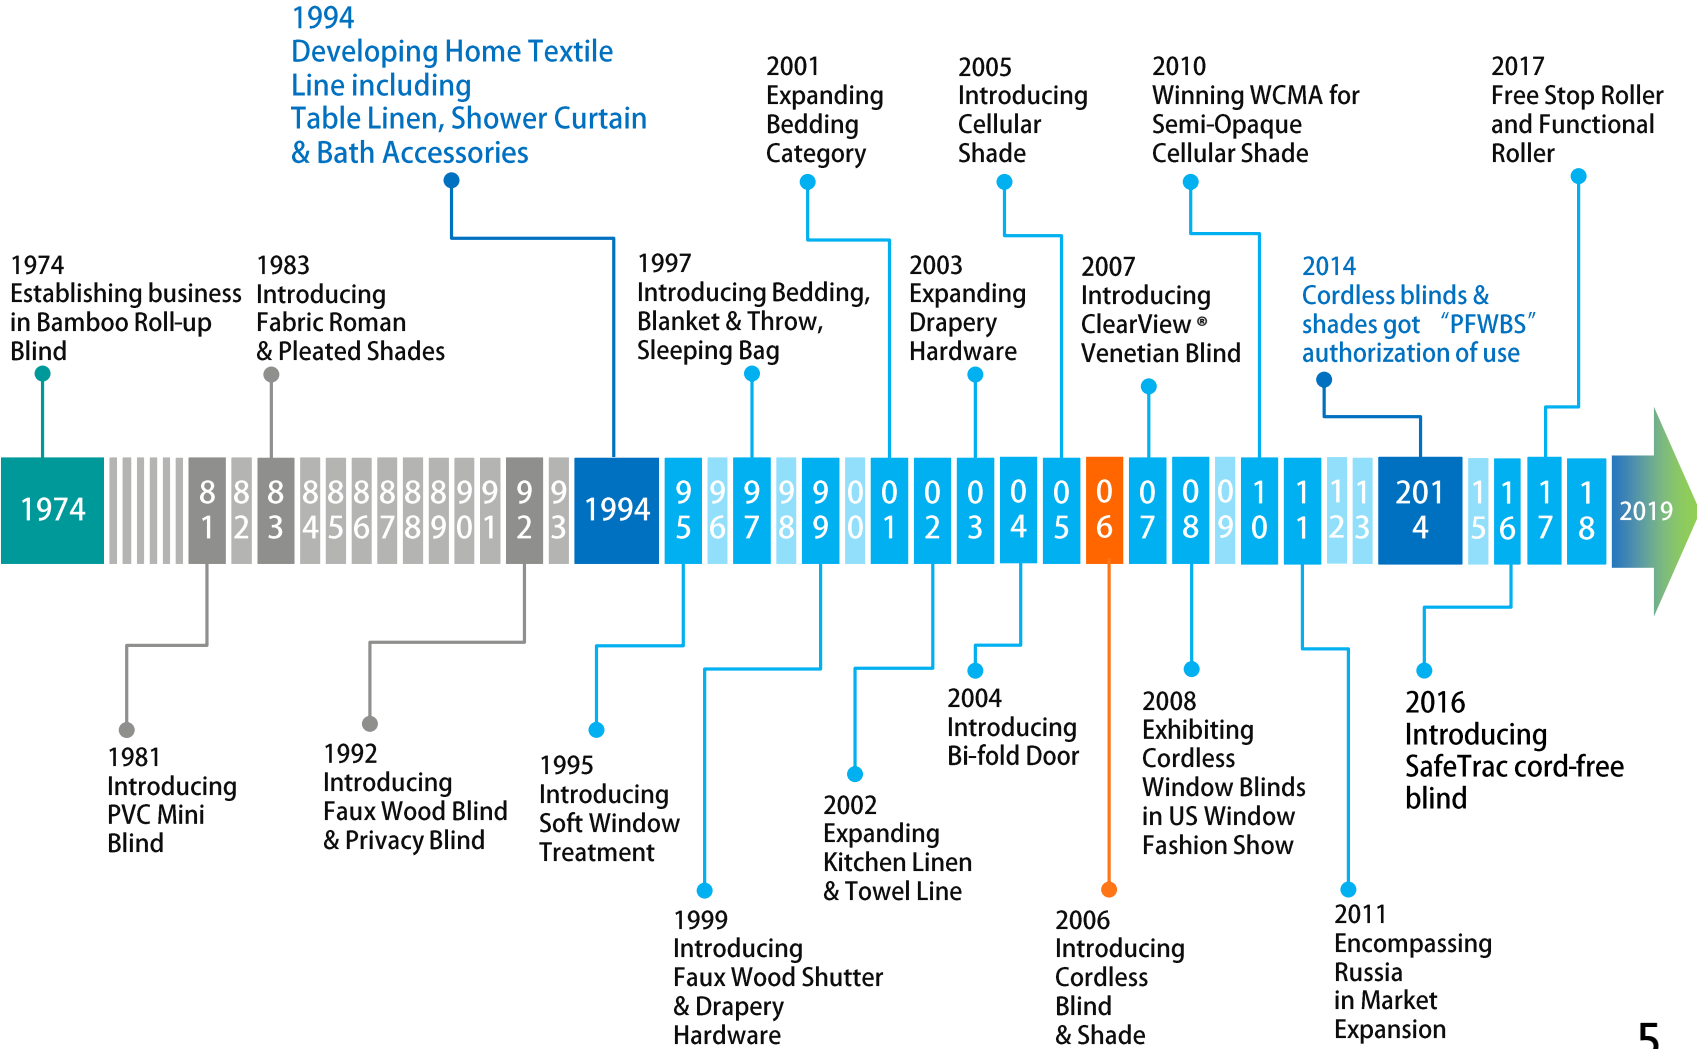 1994
Developing Home Textile
Line including
Table Linen, Shower Curtain
& Bath Accessories
2001
Expanding
Bedding
Category
2005
Introducing
Cellular
Shade
2010
Winning WCMA for
Semi-Opaque
Cellular Shade
2017
Free Stop Roller
and Functional
Roller
1974
Establishing business
in Bamboo Roll-up
Blind
1983
Introducing
Fabric Roman
& Pleated Shades
1997
Introducing Bedding,
Blanket & Throw,
Sleeping Bag
2003
Expanding
Drapery
Hardware
2007
Introducing
ClearView ®
Venetian Blind
2014
Cordless blinds &
shades got “PFWBS”
authorization of use
1974
8
1
8
2
8
3
8
4
8
5
8
6
8
7
8
8
8
9
9
0
9
1
9
2
9
3
1994
9
5
9
6
9
7
9
8
9
9
0
0
0
1
0
2
0
3
0
4
0
5
0
6
0
7
0
8
0
9
1
0
1
1
1
2
1
3
201
4
1
5
1
6
1
7
1
8
2019
1981
Introducing
PVC Mini
Blind
1992
Introducing
Faux Wood Blind
& Privacy Blind
1995
Introducing
Soft Window
Treatment
1999
Introducing
Faux Wood Shutter
& Drapery
Hardware
2002
Expanding
Kitchen Linen
& Towel Line
2004
Introducing
Bi-fold Door
2006
Introducing
Cordless
Blind
& Shade
2008
Exhibiting
Cordless
Window Blinds
in US Window
Fashion Show
2011
Encompassing
Russia
in Market
Expansion
2016
Introducing
SafeTrac cord-free
blind
5